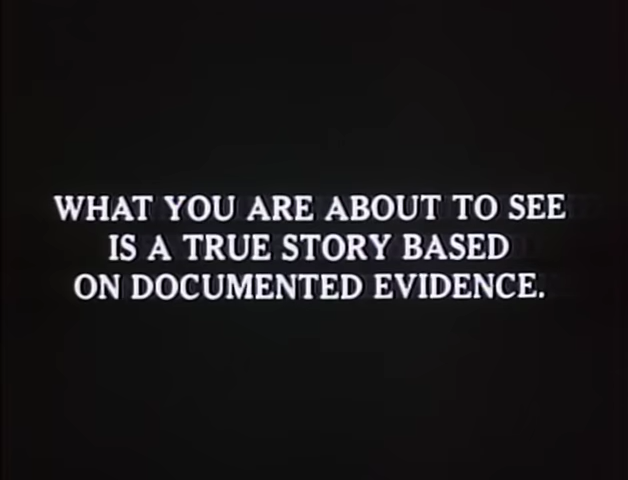 WHAT YOU ARE ABOUT TO SEE
IS A TRUE STORY BASED
ON DOCUMENTED EVIDENCE.